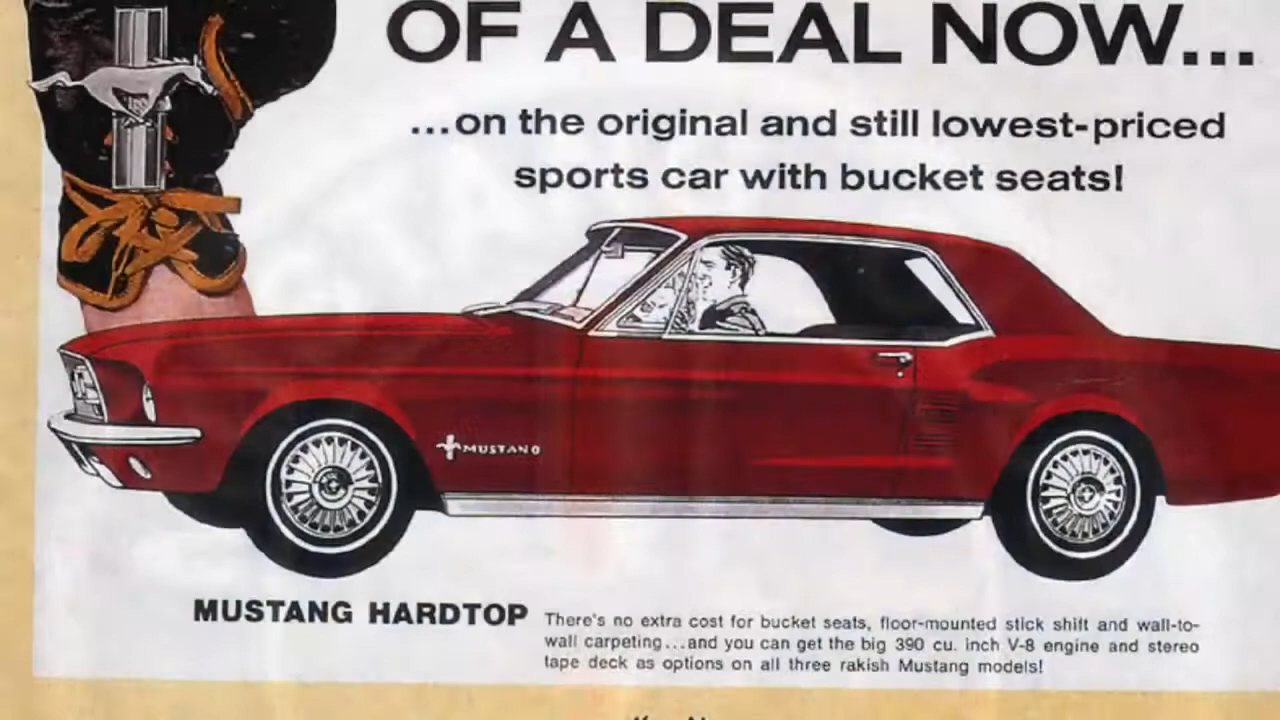 OF A DEAL NOW...
...on the original and still lowest-priced
sports car with bucket seats!
MUSTANG
MUSTANG HARDTOP
There's no extra cost for bucket seats, floor-mounted stick shift and wall-to-
wall carpeting...and you can get the big 390 cu. inch V-8 engine and stereo
tape deck as options on all three rakish Mustang models!